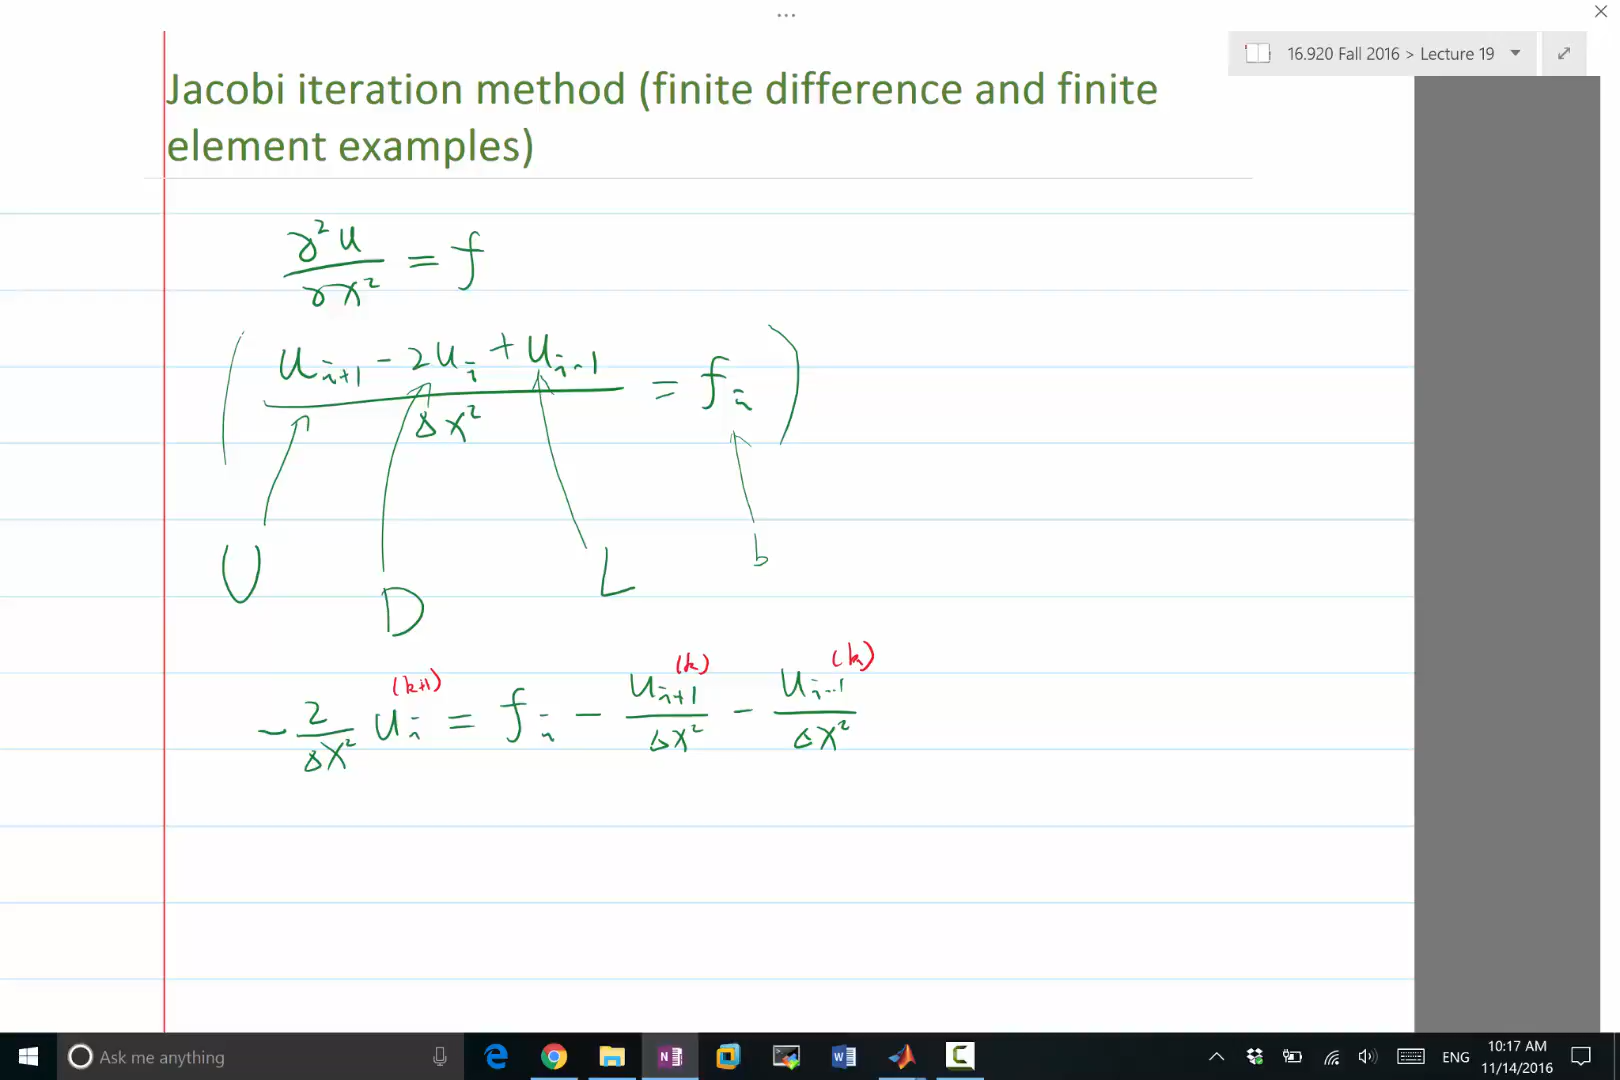 16.920 Fall 2016 > Lecture 19
Jacobi iteration method (finite difference and finite
element examples)
∂²u/∂x² = f
( (u_{i+1} - 2u_i + u_{i-1})/Δx² = f_i )
U D L b
-2/Δx² u_i^{(k+1)} = f_i - u_{i+1}^{(k)}/Δx² - u_{i-1}^{(k)}/Δx²
Ask me anything
ENG
10:17 AM
11/14/2016